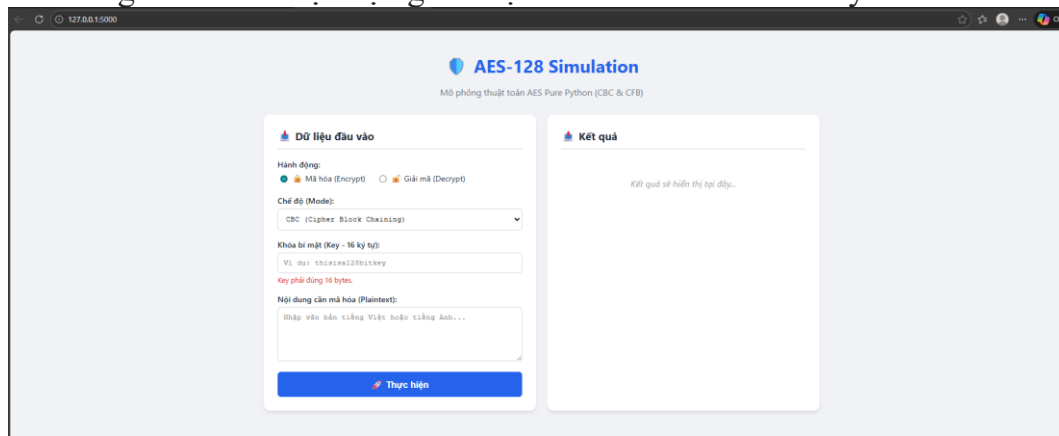 127.0.0.1:5000
AES-128 Simulation
Mô phỏng thuật toán AES Pure Python (CBC & CFB)
Dữ liệu đầu vào
Hành động:
Mã hóa (Encrypt) Giải mã (Decrypt)
Chế độ (Mode):
CBC (Cipher Block Chaining)
Khóa bí mật (Key - 16 ký tự):
Ví dụ: thisisa128bitkey
Key phải đúng 16 bytes.
Nội dung cần mã hóa (Plaintext):
Nhập văn bản tiếng Việt hoặc tiếng Anh...
Thực hiện
Kết quả
Kết quả sẽ hiển thị tại đây...